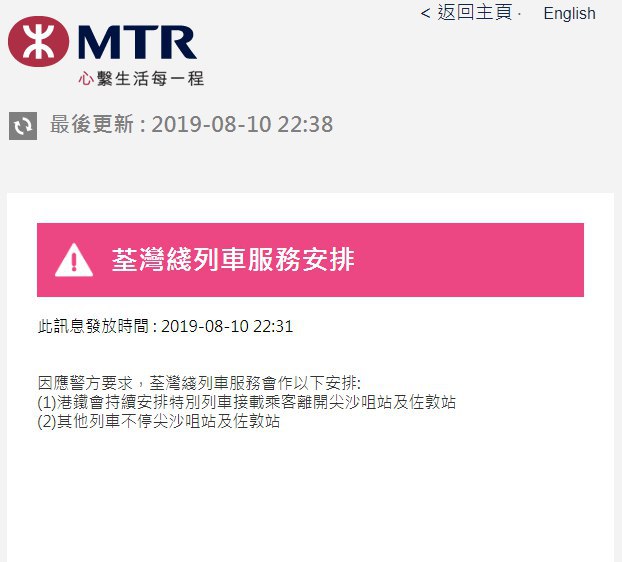 < 返回主頁 · English
MTR
心繫生活每一程
最後更新 : 2019-08-10 22:38
荃灣綫列車服務安排
此訊息發放時間 : 2019-08-10 22:31
因應警方要求，荃灣綫列車服務會作以下安排:
(1)港鐵會持續安排特別列車接載乘客離開尖沙咀站及佐敦站
(2)其他列車不停尖沙咀站及佐敦站